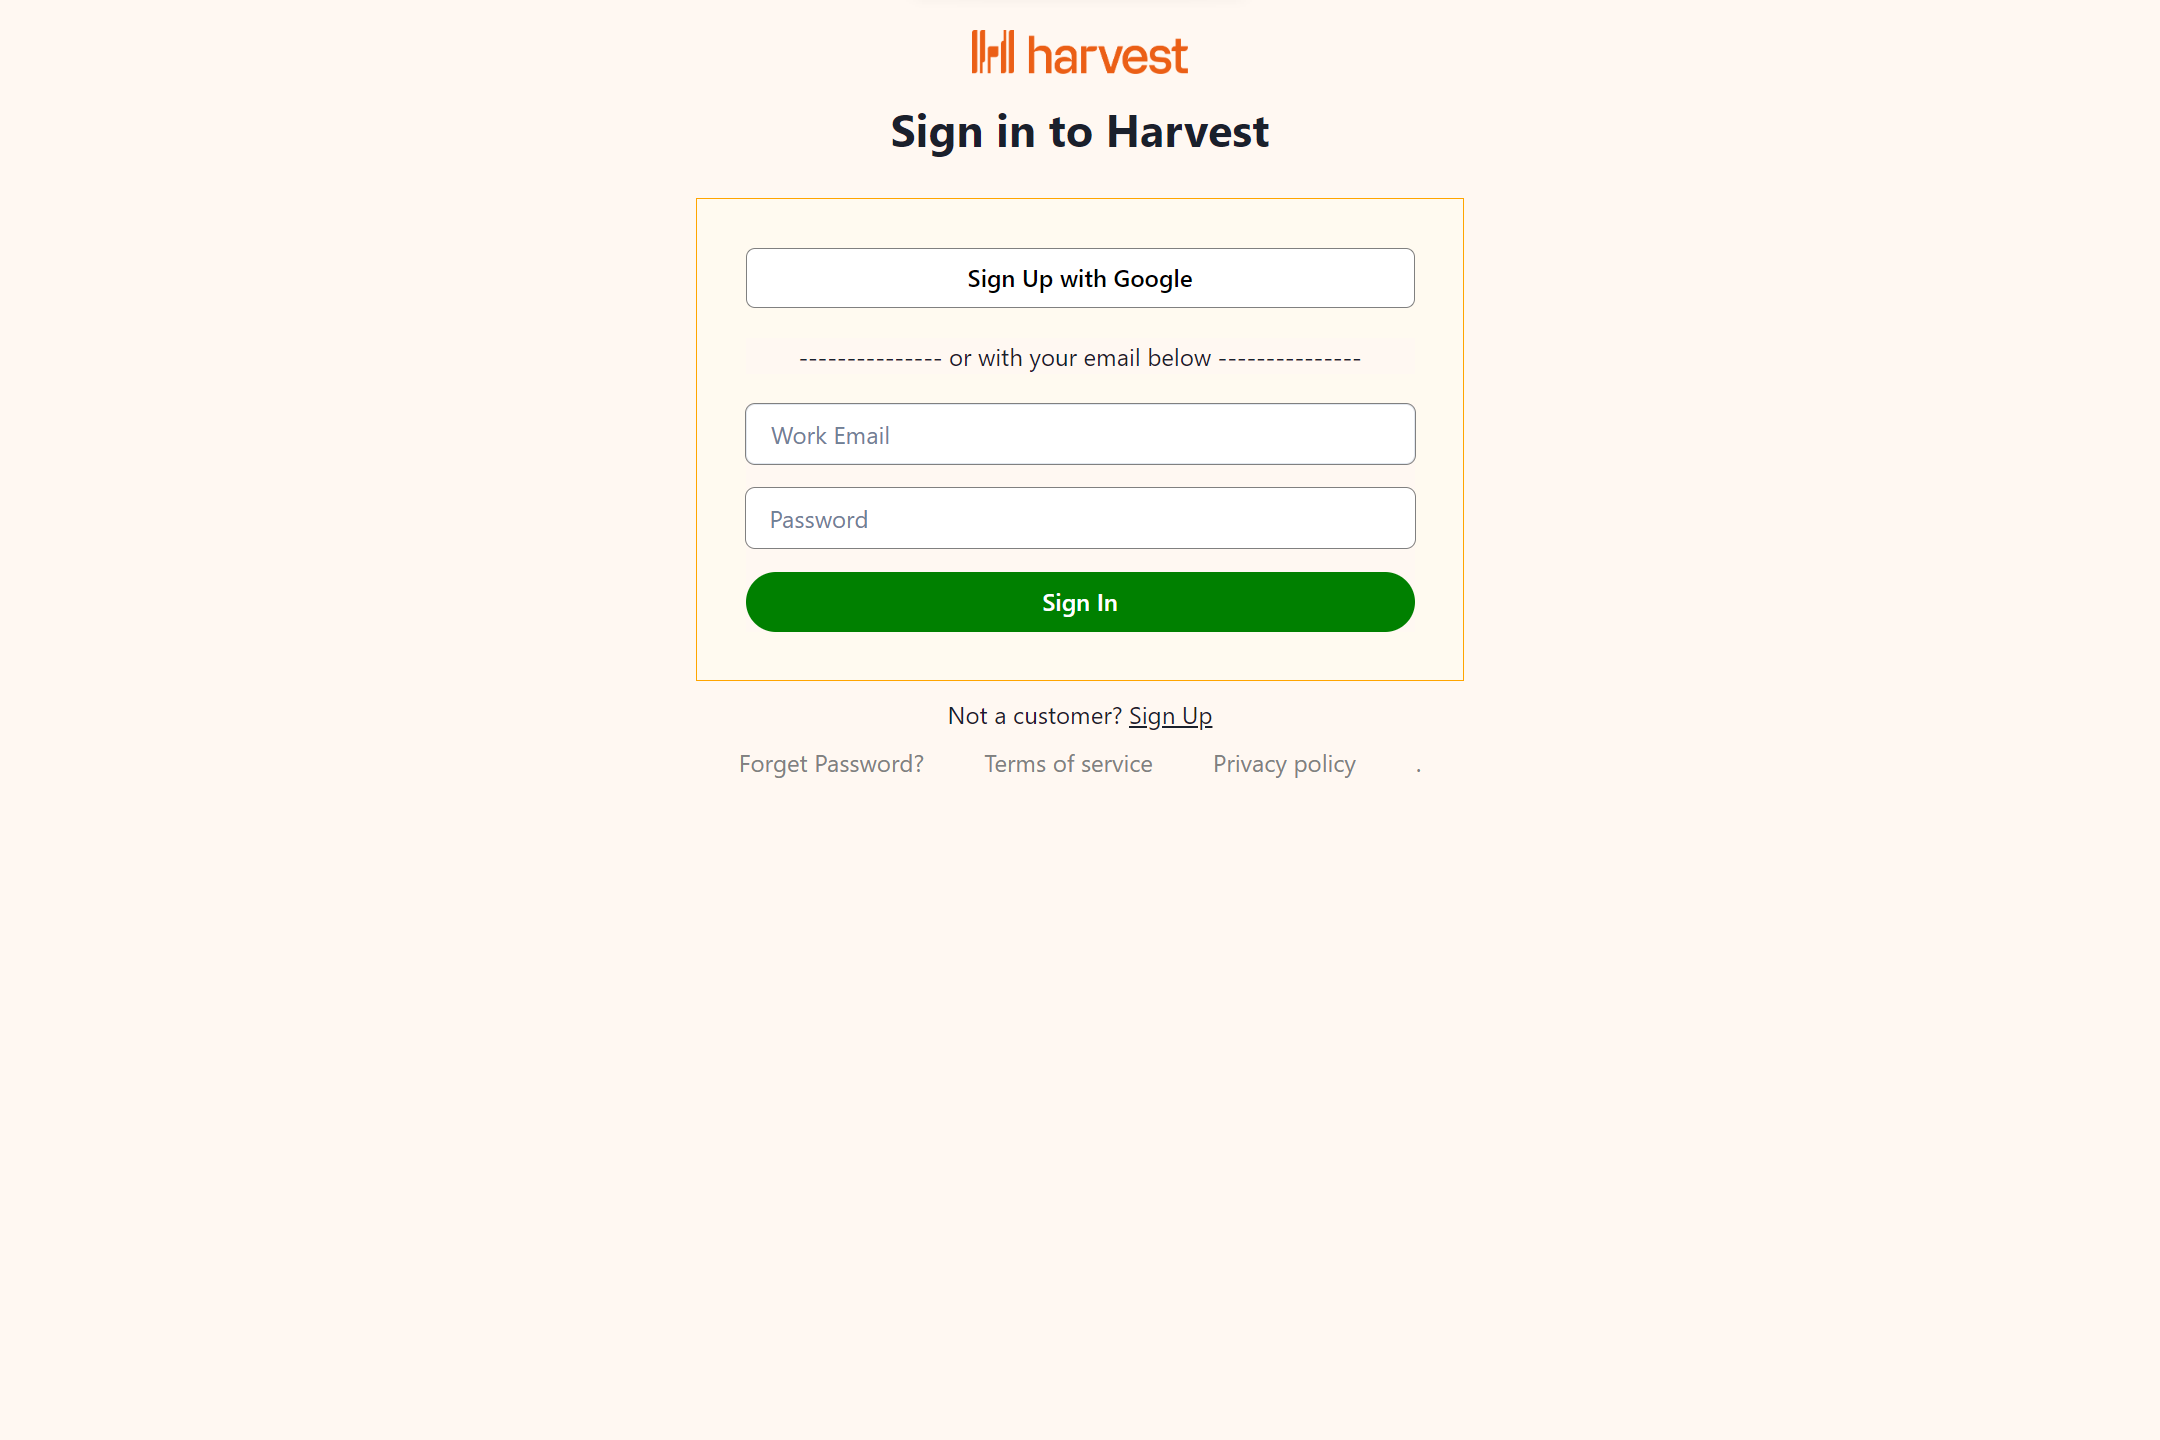 harvest
Sign in to Harvest
Sign Up with Google
--------------- or with your email below ---------------
Work Email
Password
Sign In
Not a customer? Sign Up
Forget Password? Terms of service Privacy policy .